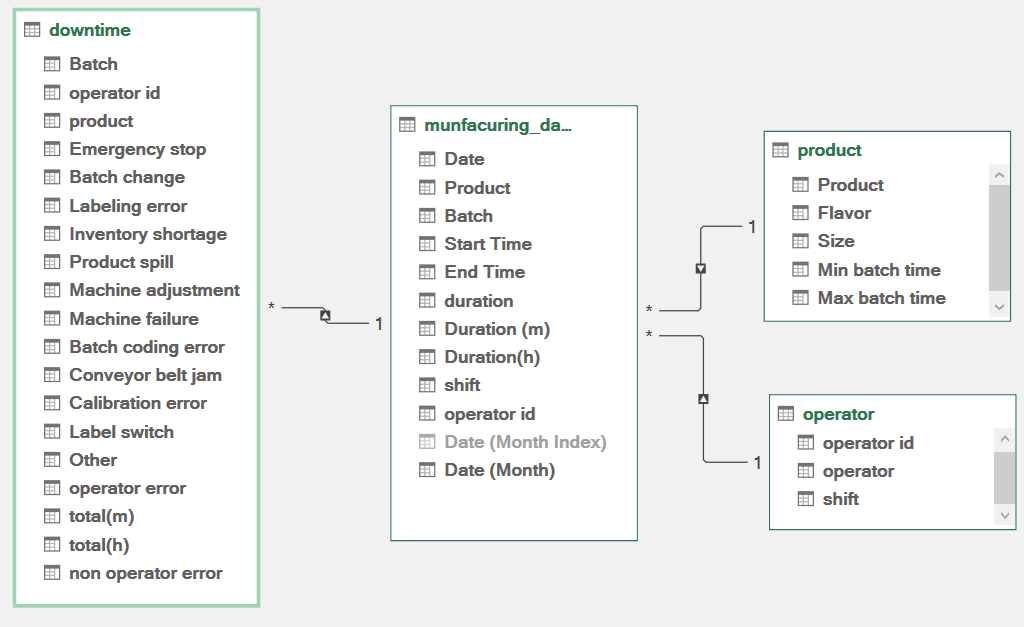 downtime
Batch
operator id
product
Emergency stop
Batch change
Labeling error
Inventory shortage
Product spill
Machine adjustment
Machine failure
Batch coding error
Conveyor belt jam
Calibration error
Label switch
Other
operator error
total(m)
total(h)
non operator error
*
1
munfacuring_da...
Date
Product
Batch
Start Time
End Time
duration
Duration (m)
Duration(h)
shift
operator id
Date (Month Index)
Date (Month)
*
1
*
1
product
Product
Flavor
Size
Min batch time
Max batch time
operator
operator id
operator
shift